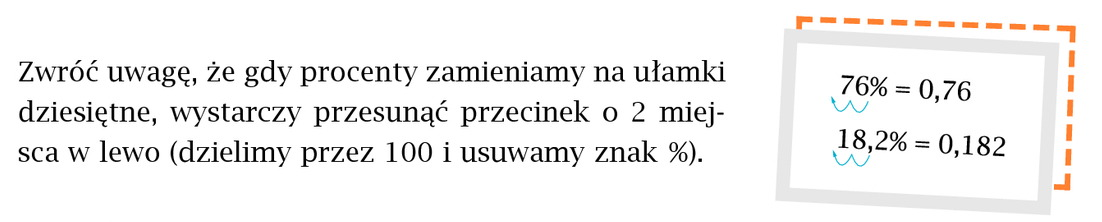 Zwróć uwagę, że gdy procenty zamieniamy na ułamki
dziesiętne, wystarczy przesunąć przecinek o 2 miej-
sca w lewo (dzielimy przez 100 i usuwamy znak %).
76% = 0,76
18,2% = 0,182